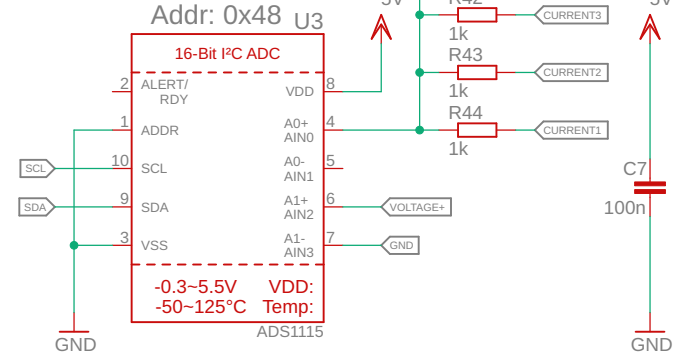 5V
R42
5V
Addr: 0x48 U3
CURRENT3
1k
16-Bit I²C ADC
R43
2 ALERT/
RDY
VDD 8
CURRENT2
1k
R44
1 ADDR
A0+ 4
AIN0
CURRENT1
1k
SCL
10 SCL
A0- 5
AIN1
C7
100n
SDA
9 SDA
A1+ 6
AIN2
VOLTAGE+
3 VSS
A1- 7
AIN3
GND
-0.3~5.5V VDD:
-50~125°C Temp:
ADS1115
GND
GND